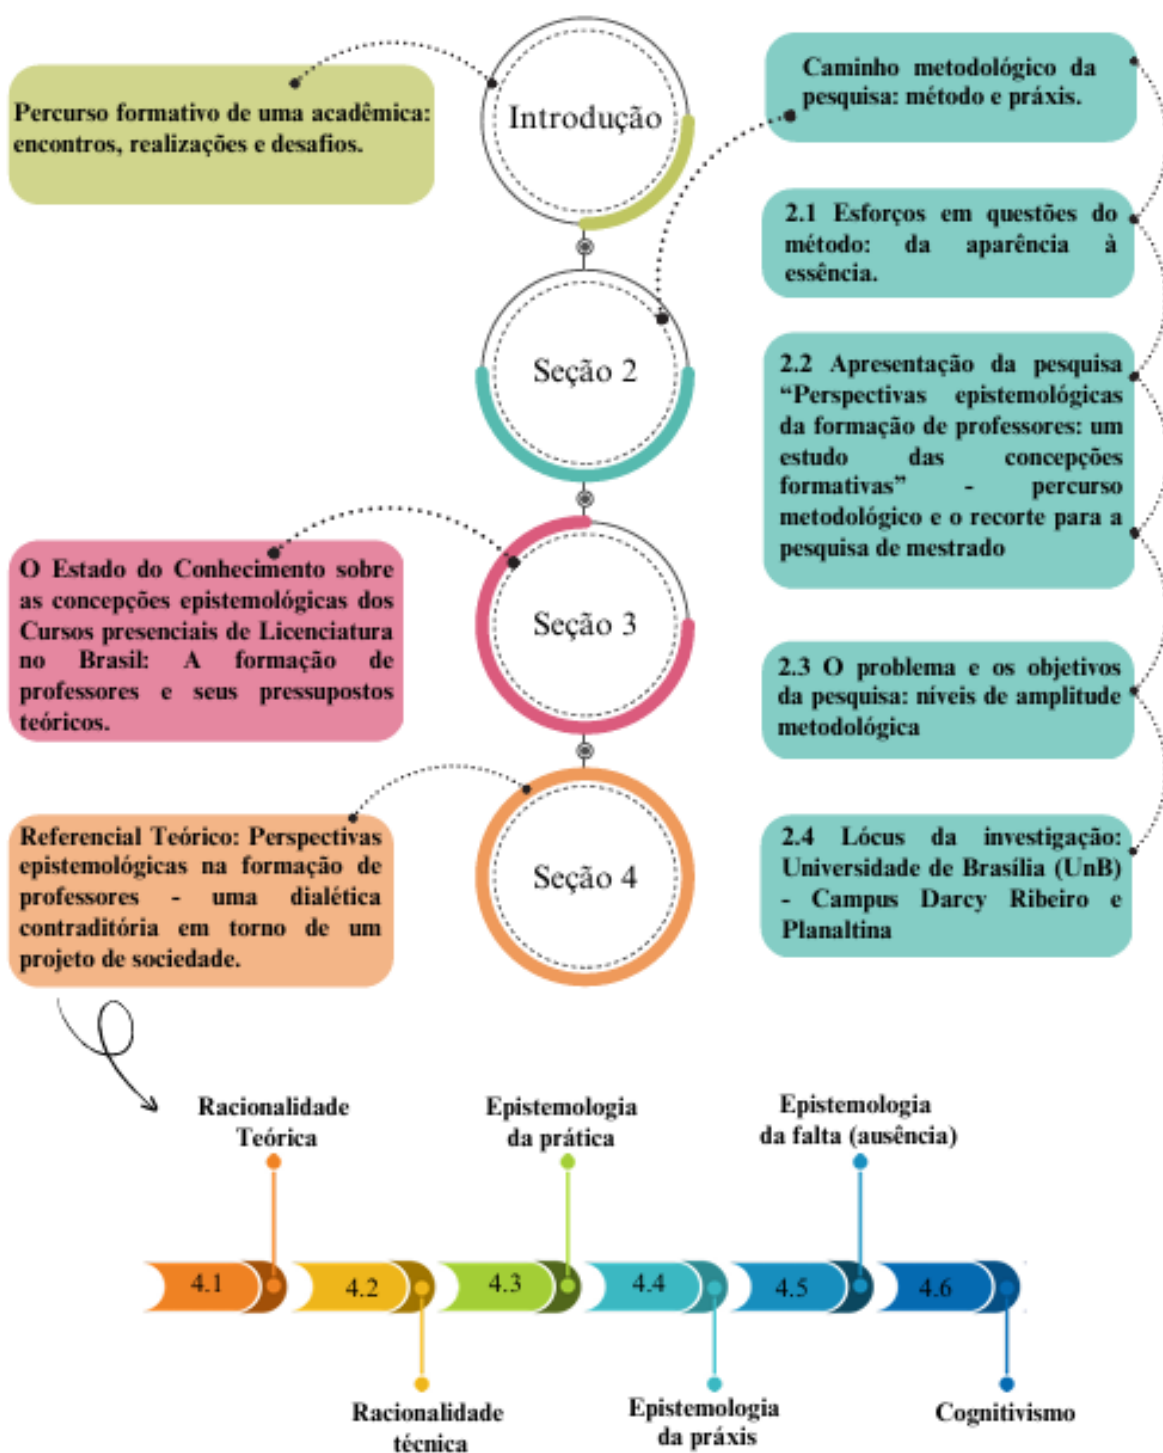 Percurso formativo de uma acadêmica:
encontros, realizações e desafios.
Introdução
Caminho metodológico da
pesquisa: método e práxis.
2.1 Esforços em questões do
método: da aparência à
essência.
Seção 2
2.2 Apresentação da pesquisa
“Perspectivas epistemológicas
da formação de professores: um
estudo das concepções
formativas” - percurso
metodológico e o recorte para a
pesquisa de mestrado
2.3 O problema e os objetivos
da pesquisa: níveis de amplitude
metodológica
2.4 Lócus da investigação:
Universidade de Brasília (UnB)
- Campus Darcy Ribeiro e
Planaltina
O Estado do Conhecimento sobre
as concepções epistemológicas dos
Cursos presenciais de Licenciatura
no Brasil: A formação de
professores e seus pressupostos
teóricos.
Seção 3
Referencial Teórico: Perspectivas
epistemológicas na formação de
professores - uma dialética
contraditória em torno de um
projeto de sociedade.
Seção 4
Racionalidade
Teórica
Epistemologia
da prática
Epistemologia
da falta (ausência)
4.1
4.2
4.3
4.4
4.5
4.6
Racionalidade
técnica
Epistemologia
da práxis
Cognitivismo